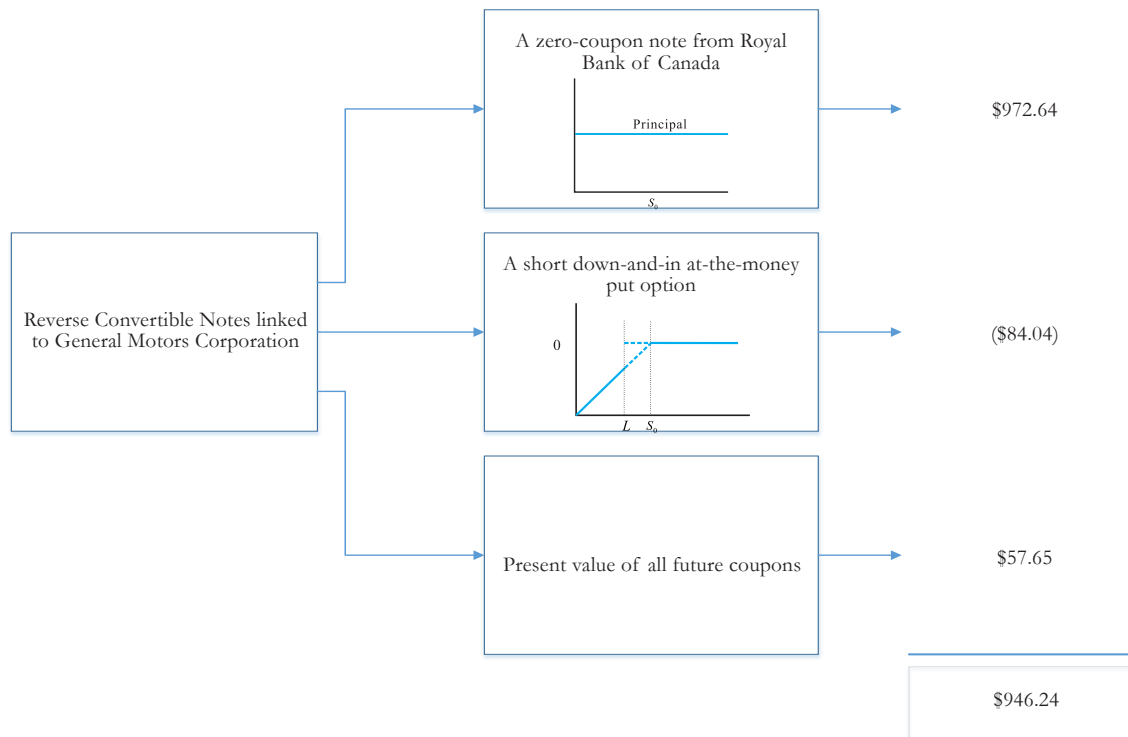 A zero-coupon note from Royal
Bank of Canada
Principal
S₀
$972.64
Reverse Convertible Notes linked
to General Motors Corporation
A short down-and-in at-the-money
put option
0
L S₀
($84.04)
Present value of all future coupons
$57.65
$946.24